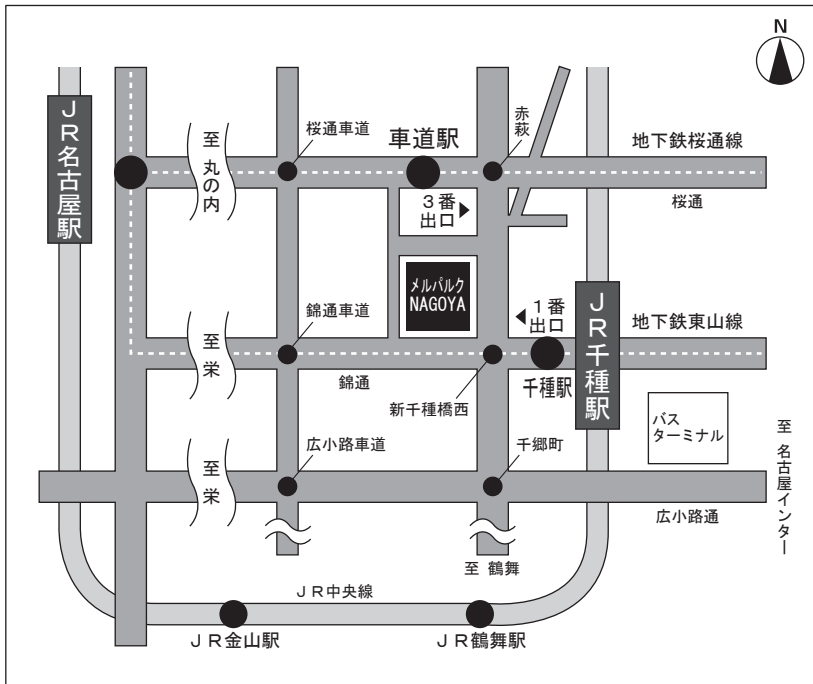 N
JR名古屋駅
至 丸の内
桜通車道
車道駅
赤萩
地下鉄桜通線
桜通
3番
出口
メルパルク
NAGOYA
錦通車道
至 栄
錦通
1番
出口
JR千種駅
地下鉄東山線
千種駅
新千種橋西
バス
ターミナル
広小路車道
至 栄
千郷町
広小路通
至 名古屋インター
至 鶴舞
JR中央線
JR金山駅
JR鶴舞駅